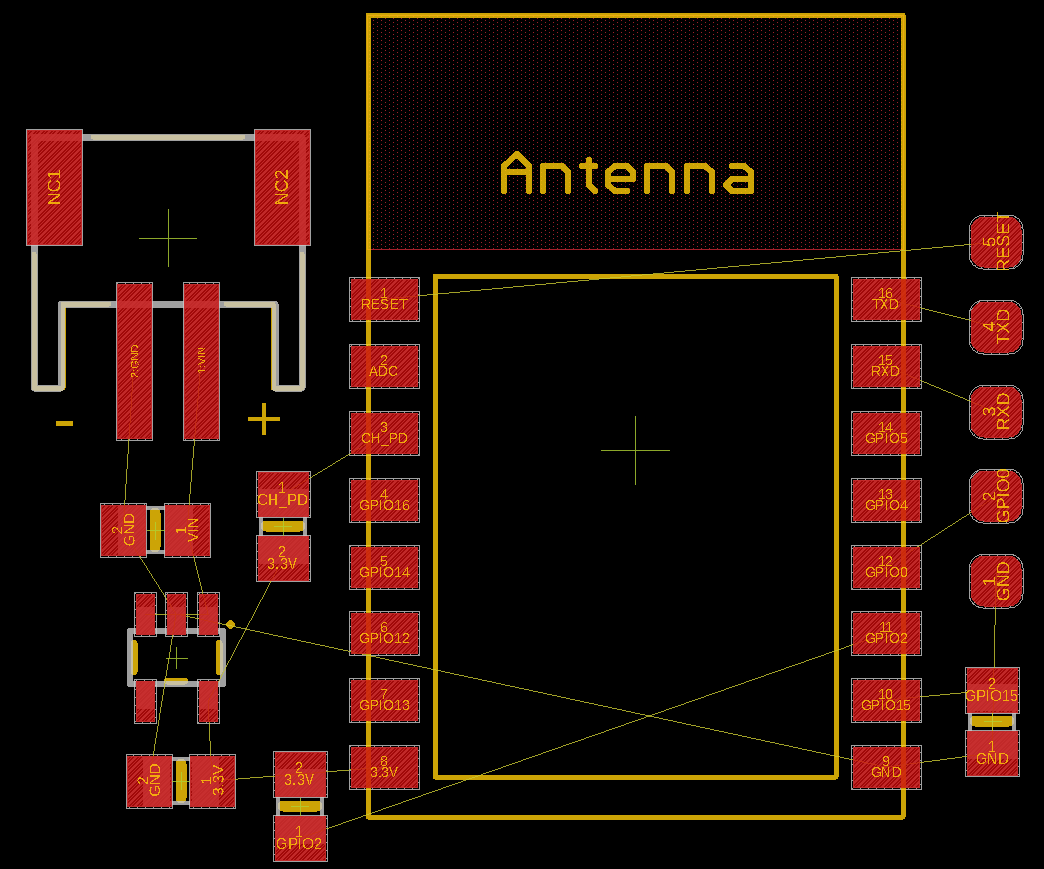 Antenna
NC1
NC2
2:GND
1:VIN
-
+
1
RESET
2
ADC
3
CH_PD
4
GPIO16
5
GPIO14
6
GPIO12
7
GPIO13
8
3.3V
16
TXD
15
RXD
14
GPIO5
13
GPIO4
12
GPIO0
11
GPIO2
10
GPIO15
9
GND
5
RESET
4
TXD
3
RXD
2
GPIO0
1
GND
2
GPIO15
1
GND
1
CH_PD
2
3.3V
2
GND
1
VIN
2
GND
1
3.3V
2
3.3V
1
GPIO2